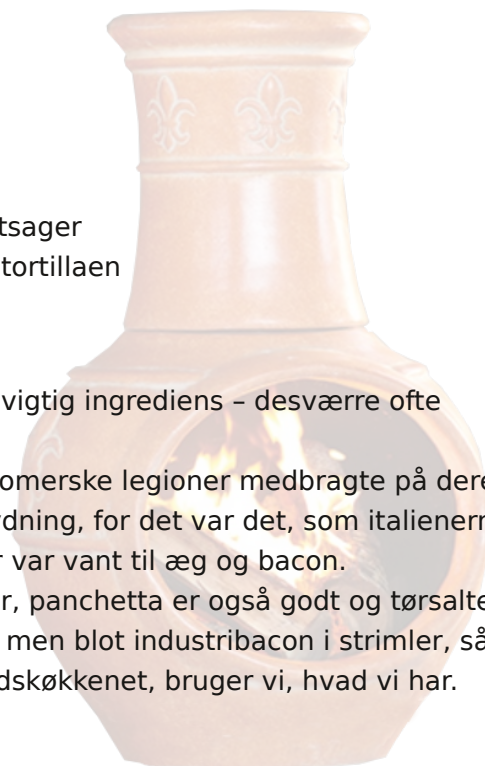 tsager
tortillaen
vigtig ingrediens – desværre ofte
omerske legioner medbragte på dere
dning, for det var det, som italienern
r var vant til æg og bacon.
r, panchetta er også godt og tørsalte
men blot industribacon i strimler, så
dskøkkenet, bruger vi, hvad vi har.